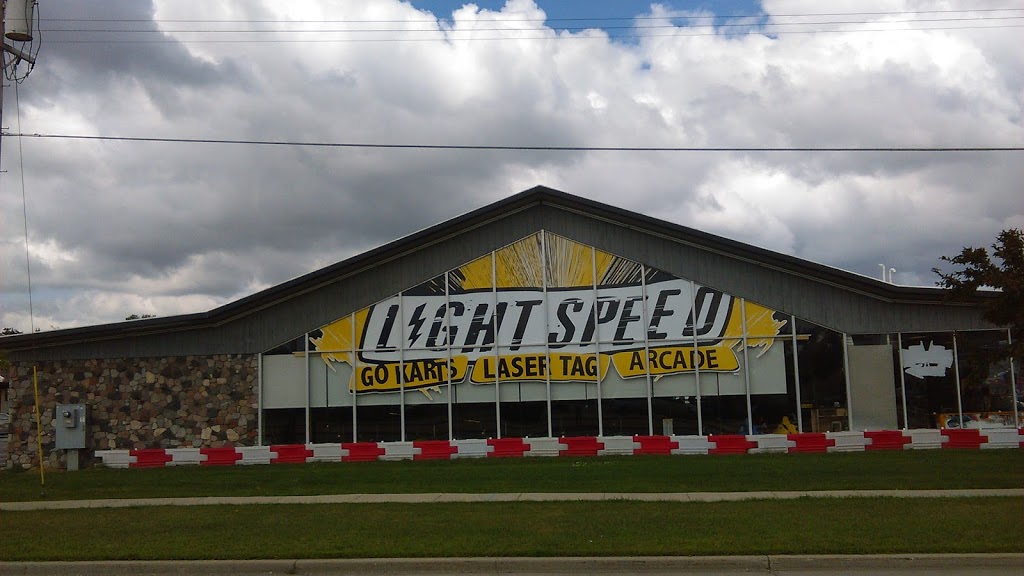 LIGHT SPEED
GO KARTS LASER TAG ARCADE